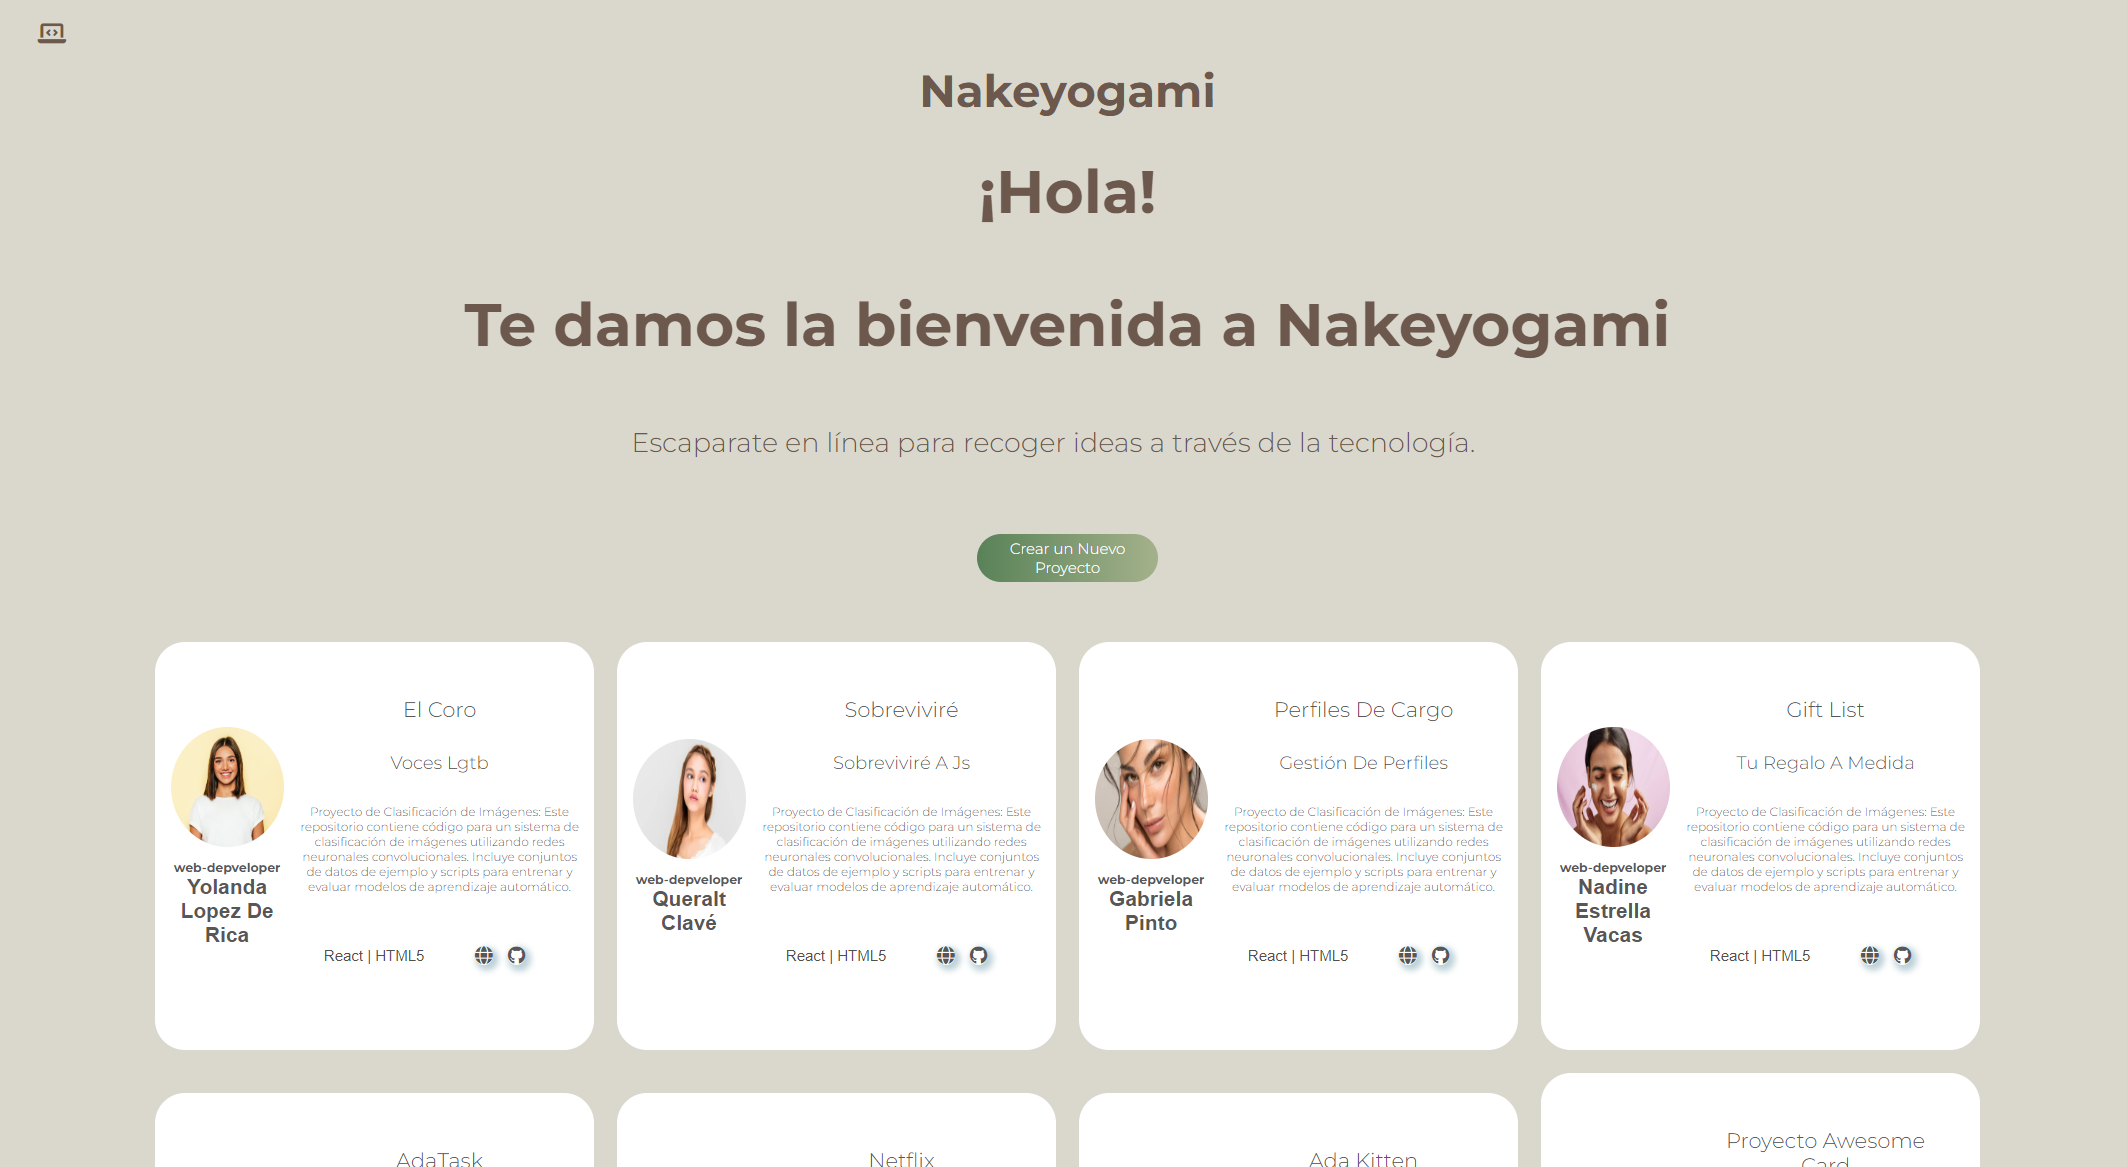 Nakeyogami
¡Hola!
Te damos la bienvenida a Nakeyogami
Escaparate en línea para recoger ideas a través de la tecnología.
Crear un Nuevo
Proyecto
El Coro
Voces Lgtb
Proyecto de Clasificación de Imágenes: Este
repositorio contiene código para un sistema de
clasificación de imágenes utilizando redes
neuronales convolucionales. Incluye conjuntos
de datos de ejemplo y scripts para entrenar y
evaluar modelos de aprendizaje automático.
web-depveloper
Yolanda
Lopez De
Rica
React | HTML5
Sobreviviré
Sobreviviré A Js
Proyecto de Clasificación de Imágenes: Este
repositorio contiene código para un sistema de
clasificación de imágenes utilizando redes
neuronales convolucionales. Incluye conjuntos
de datos de ejemplo y scripts para entrenar y
evaluar modelos de aprendizaje automático.
web-depveloper
Queralt
Clavé
React | HTML5
Perfiles De Cargo
Gestión De Perfiles
Proyecto de Clasificación de Imágenes: Este
repositorio contiene código para un sistema de
clasificación de imágenes utilizando redes
neuronales convolucionales. Incluye conjuntos
de datos de ejemplo y scripts para entrenar y
evaluar modelos de aprendizaje automático.
web-depveloper
Gabriela
Pinto
React | HTML5
Gift List
Tu Regalo A Medida
Proyecto de Clasificación de Imágenes: Este
repositorio contiene código para un sistema de
clasificación de imágenes utilizando redes
neuronales convolucionales. Incluye conjuntos
de datos de ejemplo y scripts para entrenar y
evaluar modelos de aprendizaje automático.
web-depveloper
Nadine
Estrella
Vacas
React | HTML5
AdaTask
Netflix
Ada Kitten
Proyecto Awesome
Card